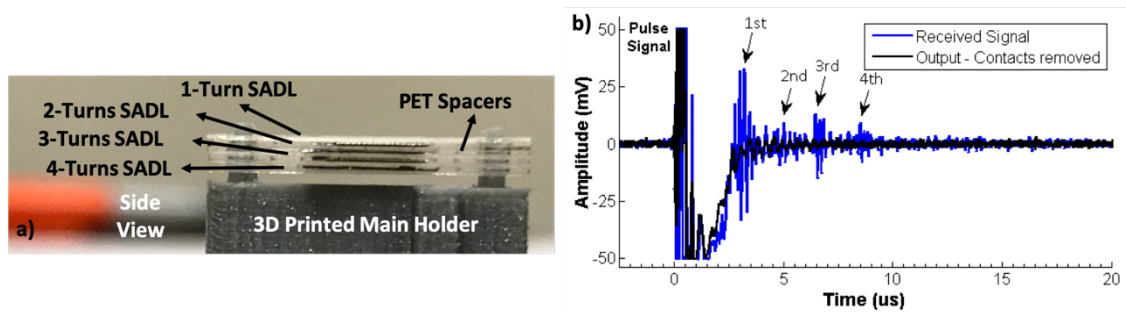 1-Turn SADL
2-Turns SADL
3-Turns SADL
4-Turns SADL
PET Spacers
Side
View
a)
3D Printed Main Holder
b)
Pulse
Signal
1st
2nd
3rd
4th
Received Signal
Output - Contacts removed
Amplitude (mV)
50
25
0
-25
-50
0
5
10
15
20
Time (us)